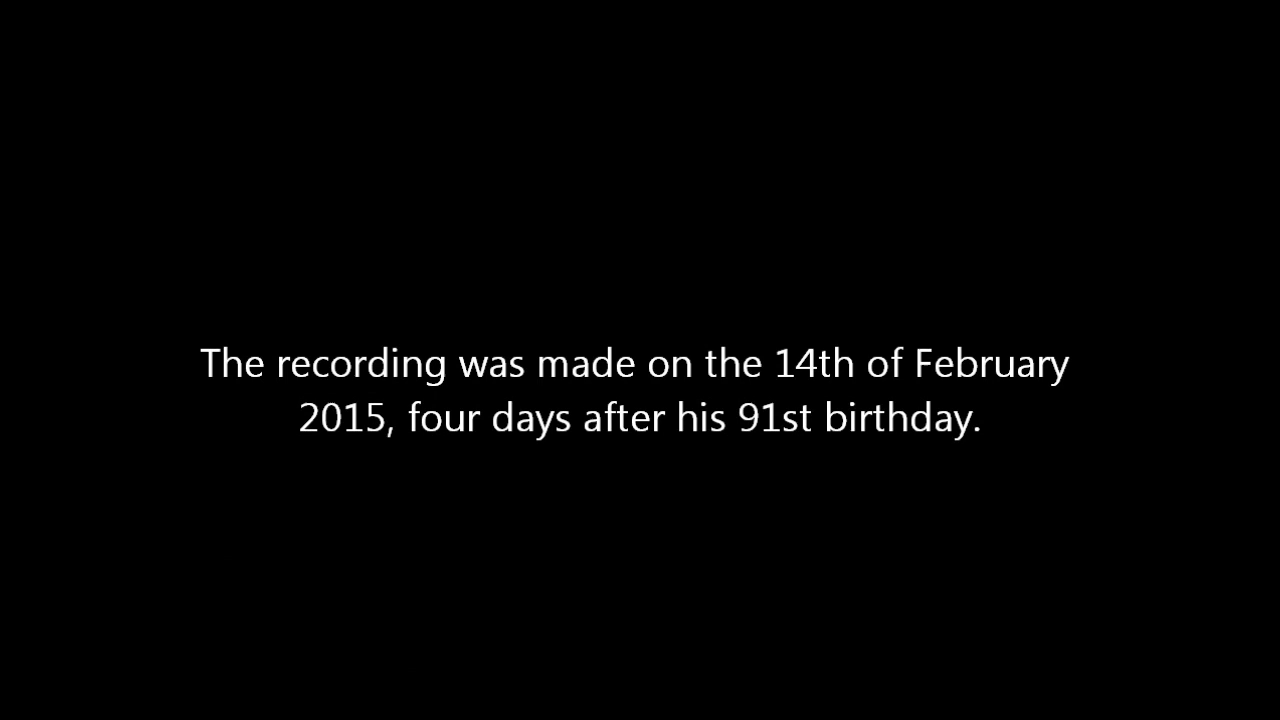 The recording was made on the 14th of February
2015, four days after his 91st birthday.